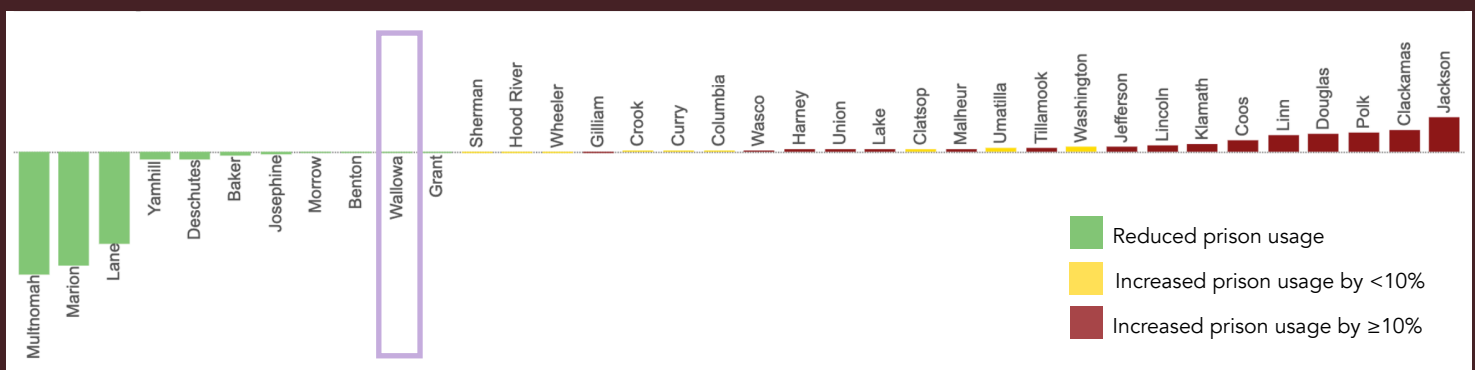 Multnomah
Marion
Lane
Yamhill
Deschutes
Baker
Josephine
Morrow
Benton
Wallowa
Grant
Sherman
Hood River
Wheeler
Gilliam
Crook
Curry
Columbia
Wasco
Harney
Union
Lake
Clatsop
Malheur
Umatilla
Tillamook
Washington
Jefferson
Lincoln
Klamath
Coos
Linn
Douglas
Polk
Clackamas
Jackson
Reduced prison usage
Increased prison usage by <10%
Increased prison usage by ≥10%